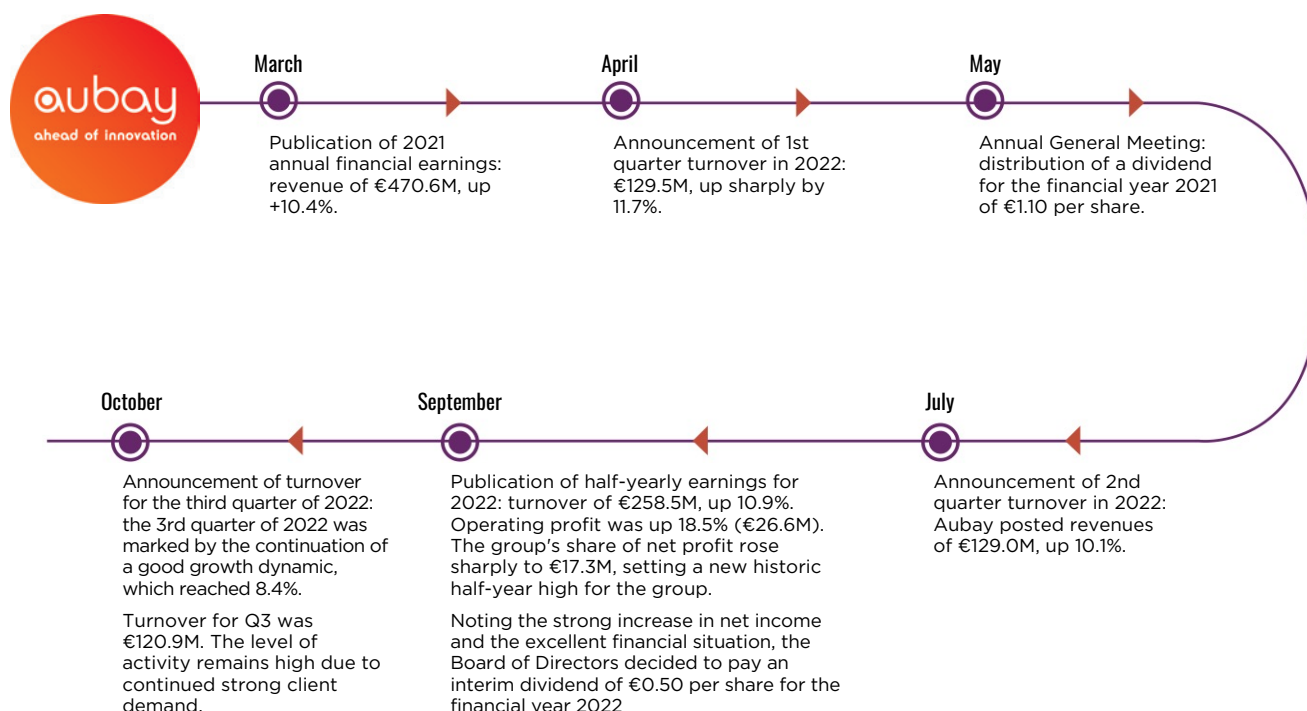 aubay
ahead of innovation
March
Publication of 2021
annual financial earnings:
revenue of €470.6M, up
+10.4%.
April
Announcement of 1st
quarter turnover in 2022:
€129.5M, up sharply by
11.7%.
May
Annual General Meeting:
distribution of a dividend
for the financial year 2021
of €1.10 per share.
October
Announcement of turnover
for the third quarter of 2022:
the 3rd quarter of 2022 was
marked by the continuation of
a good growth dynamic,
which reached 8.4%.
Turnover for Q3 was
€120.9M. The level of
activity remains high due to
continued strong client
demand.
September
Publication of half-yearly earnings for
2022: turnover of €258.5M, up 10.9%.
Operating profit was up 18.5% (€26.6M).
The group's share of net profit rose
sharply to €17.3M, setting a new historic
half-year high for the group.
Noting the strong increase in net income
and the excellent financial situation, the
Board of Directors decided to pay an
interim dividend of €0.50 per share for the
financial year 2022
July
Announcement of 2nd
quarter turnover in 2022:
Aubay posted revenues
of €129.0M, up 10.1%.